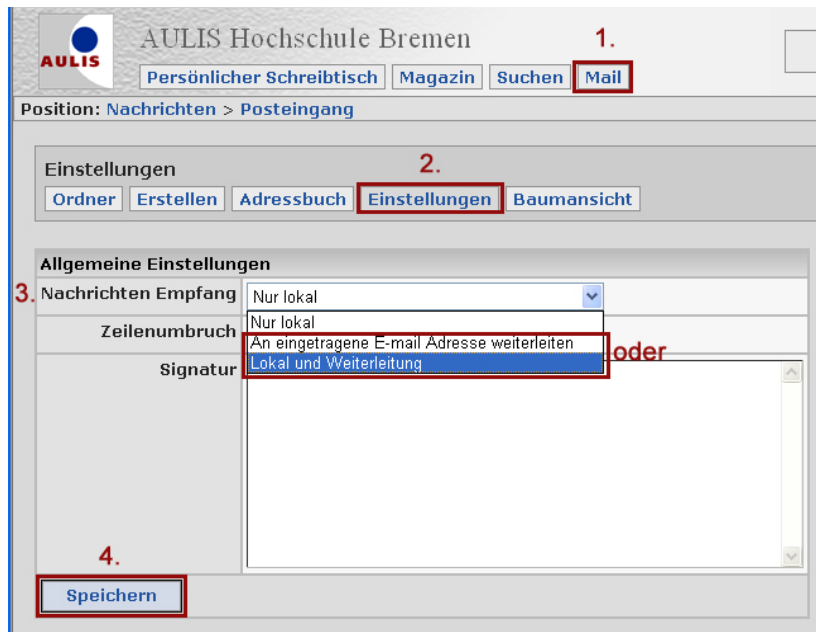 AULIS Hochschule Bremen 1.
AULIS
Persönlicher Schreibtisch Magazin Suchen Mail
Position: Nachrichten > Posteingang
Einstellungen 2.
Ordner Erstellen Adressbuch Einstellungen Baumansicht
Allgemeine Einstellungen
3. Nachrichten Empfang Nur lokal
Zeilenumbruch Nur lokal
An eingetragene E-mail Adresse weiterleiten
oder
Signatur Lokal und Weiterleitung
4.
Speichern